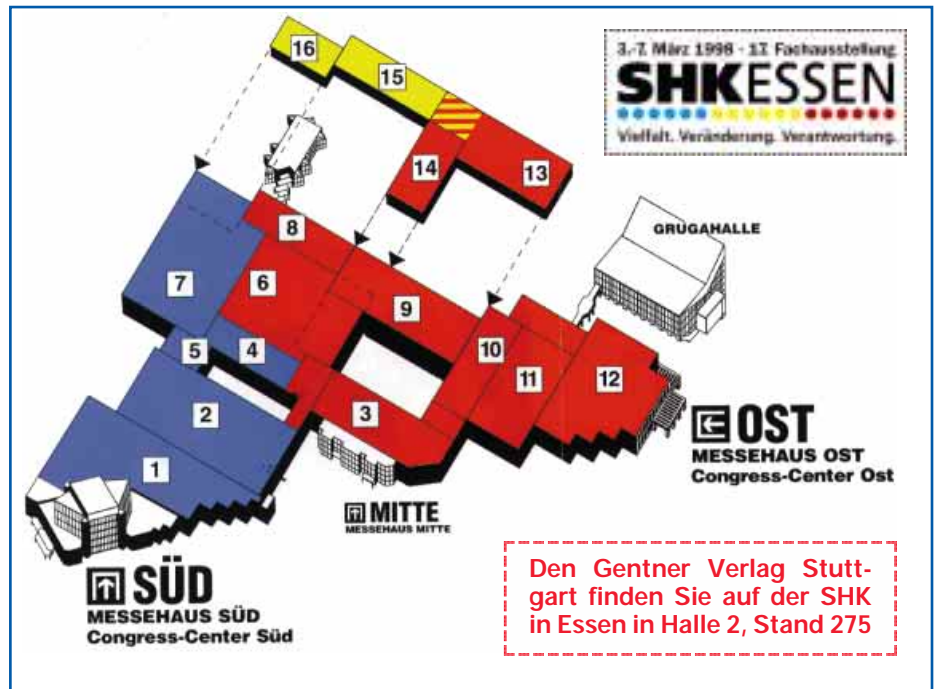 3.-7. März 1998 - 17. Fachausstellung
SHKESSEN
Vielfalt. Veränderung. Verantwortung.
16
15
14
13
GRUGAHALLE
8
7
6
9
5
4
10
11
12
2
3
1
OST
MESSEHAUS OST
Congress-Center Ost
MITTE
MESSEHAUS MITTE
SÜD
MESSEHAUS SÜD
Congress-Center Süd
Den Gentner Verlag Stutt-
gart finden Sie auf der SHK
in Essen in Halle 2, Stand 275